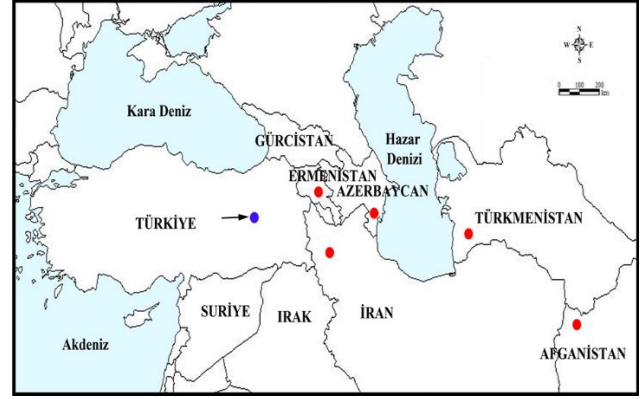 N
W E
S
0 100 200
km
Kara Deniz
Hazar
Denizi
GÜRCİSTAN
ERMENİSTAN
AZERBAYCAN
TÜRKİYE
TÜRKMENİSTAN
SURİYE
IRAK
İRAN
Akdeniz
AFGANİSTAN